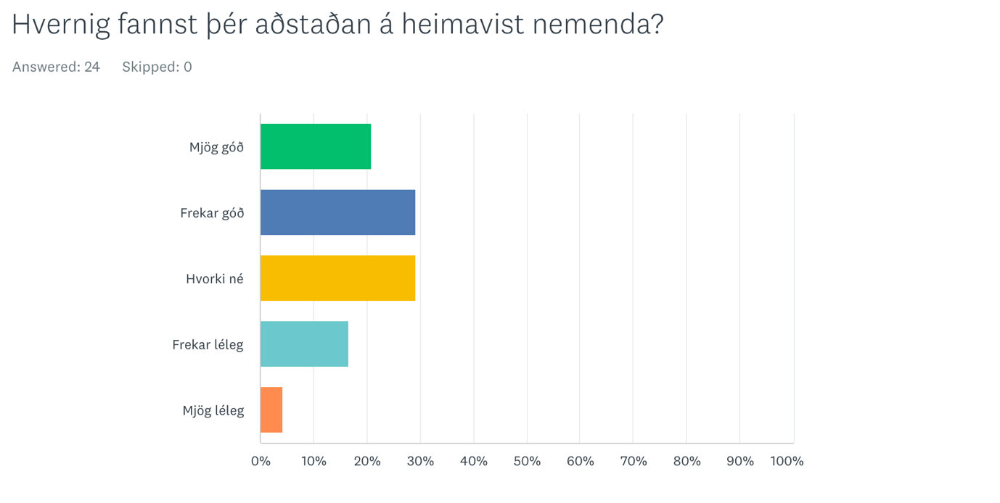 Hvernig fannst þér aðstaðan á heimavist nemenda?
Answered: 24 Skipped: 0
Mjög góð
Frekar góð
Hvorki né
Frekar léleg
Mjög léleg
0% 10% 20% 30% 40% 50% 60% 70% 80% 90% 100%